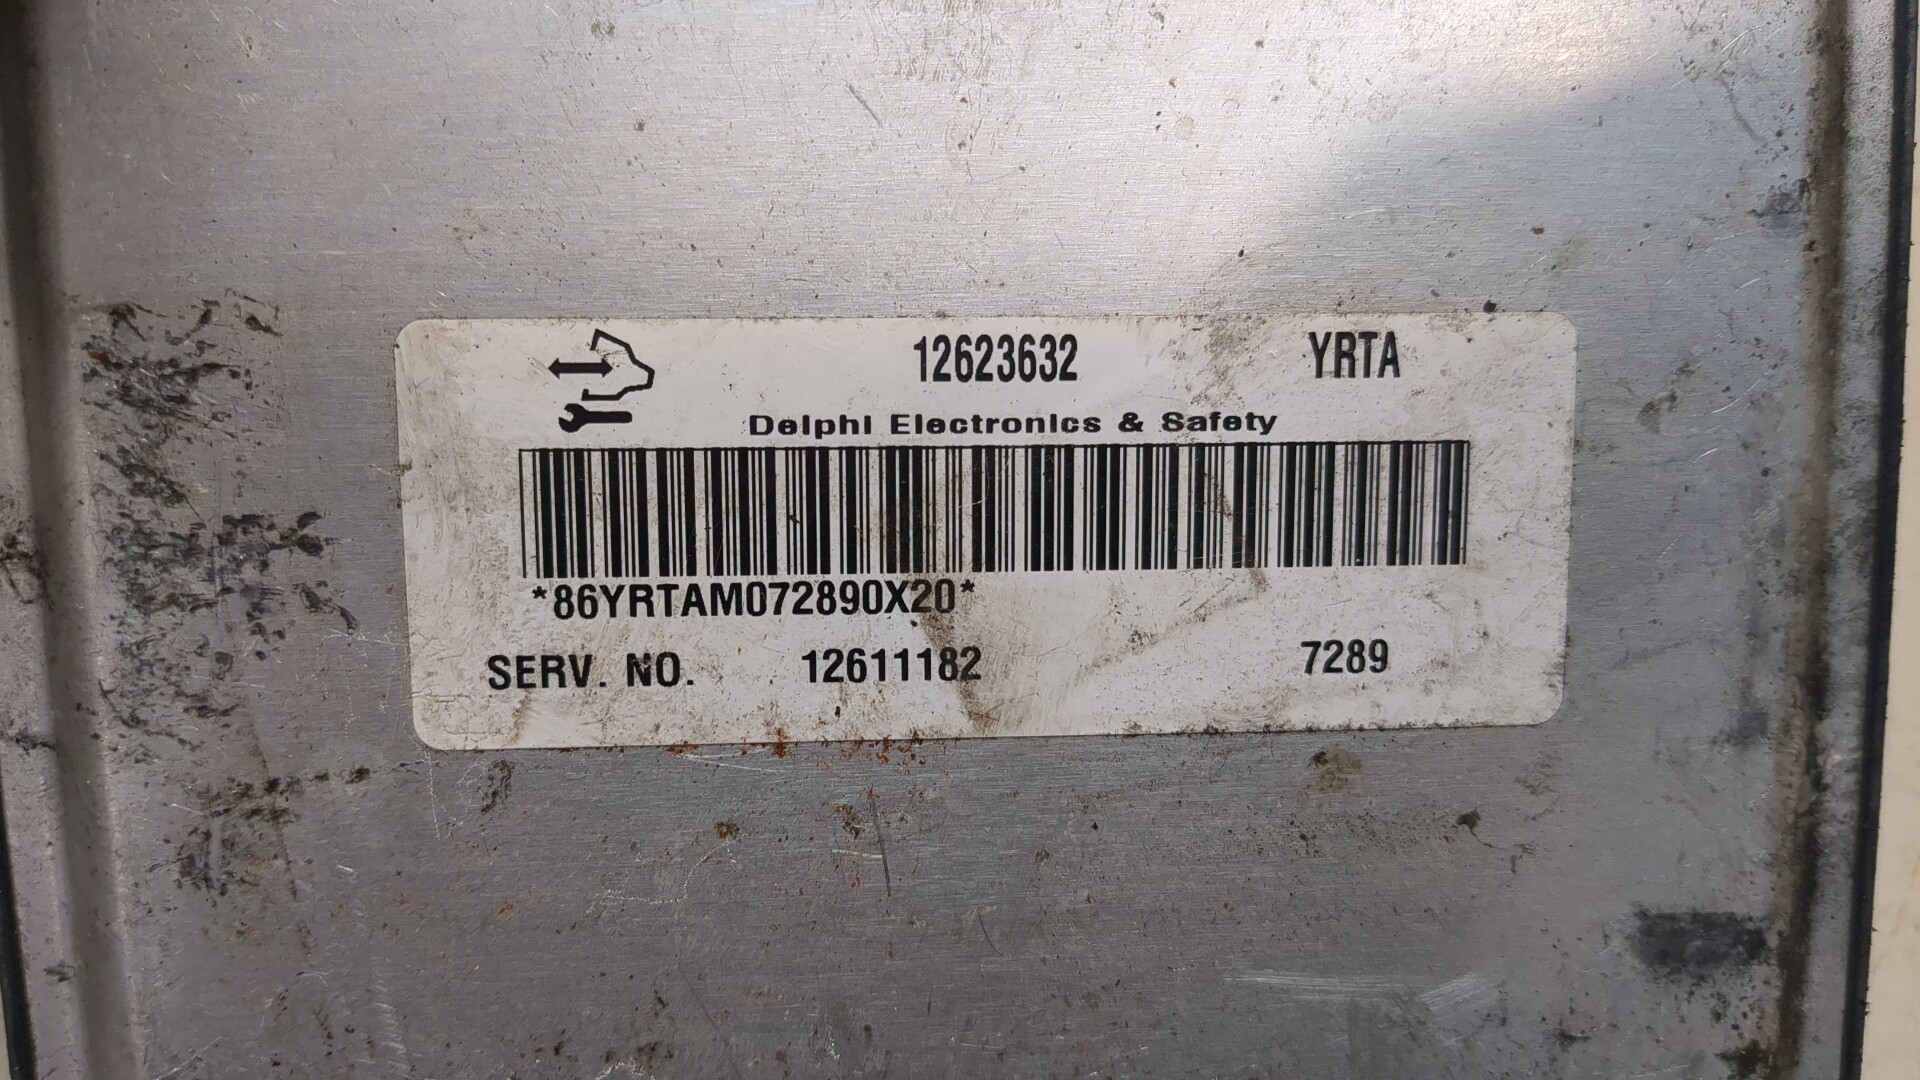 12623632 YRTA
Delphi Electronics & Safety
*86YRTAM072890X20*
SERV. NO. 12611182 7289